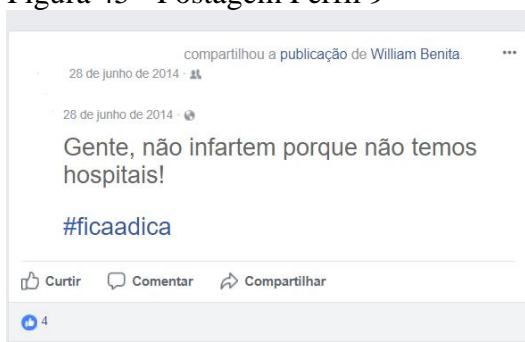 Figura 43 - Postagem Perfil 9
compartilhou a publicação de William Benita.
28 de junho de 2014
28 de junho de 2014
Gente, não infartem porque não temos
hospitais!
#ficaadica
Curtir Comentar Compartilhar
4